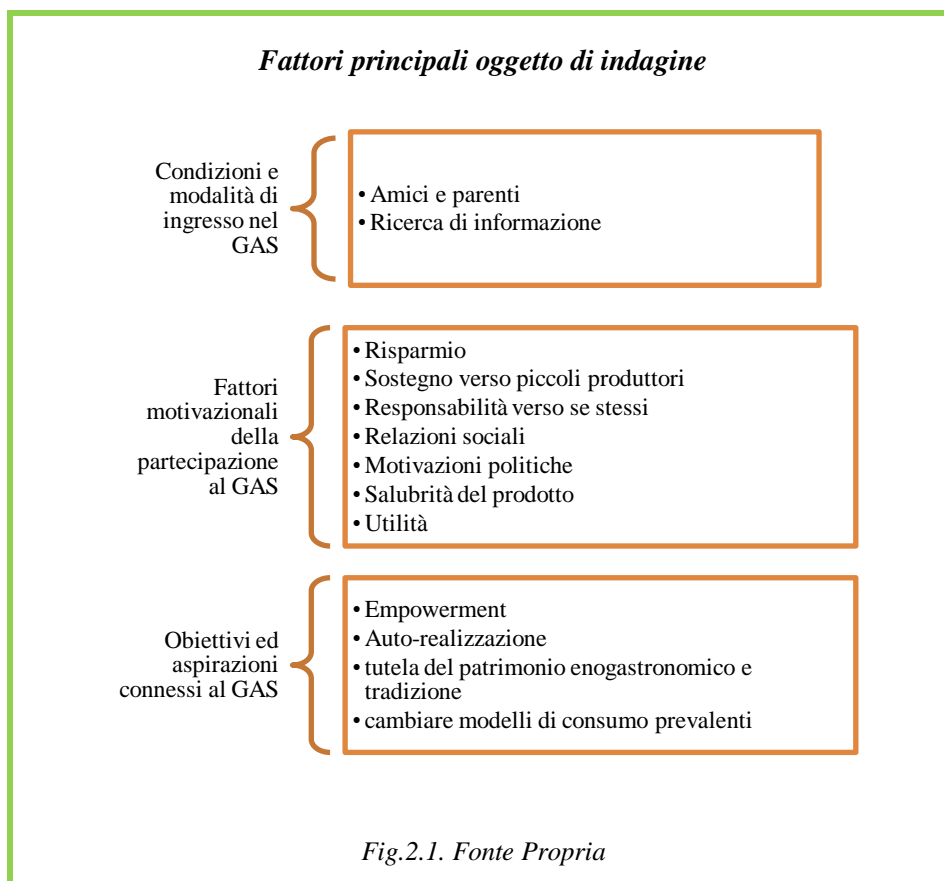 Fattori principali oggetto di indagine
Condizioni e
modalità di
ingresso nel
GAS
• Amici e parenti
• Ricerca di informazione
Fattori
motivazionali
della
partecipazione
al GAS
• Risparmio
• Sostegno verso piccoli produttori
• Responsabilità verso se stessi
• Relazioni sociali
• Motivazioni politiche
• Salubrità del prodotto
• Utilità
Obiettivi ed
aspirazioni
connessi al GAS
• Empowerment
• Auto-realizzazione
• tutela del patrimonio enogastronomico e
tradizione
• cambiare modelli di consumo prevalenti
Fig.2.1. Fonte Propria